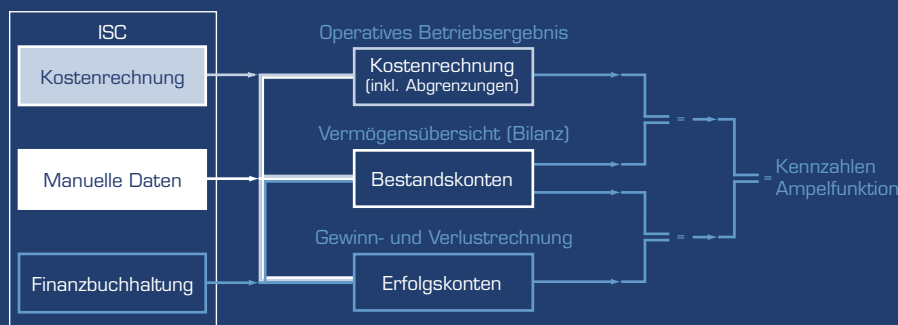 ISC
Kostenrechnung
Manuelle Daten
Finanzbuchhaltung
Operatives Betriebsergebnis
Kostenrechnung
(inkl. Abgrenzungen)
Vermögensübersicht (Bilanz)
Bestandskonten
Gewinn- und Verlustrechnung
Erfolgskonten
=
=
= Kennzahlen
Ampelfunktion